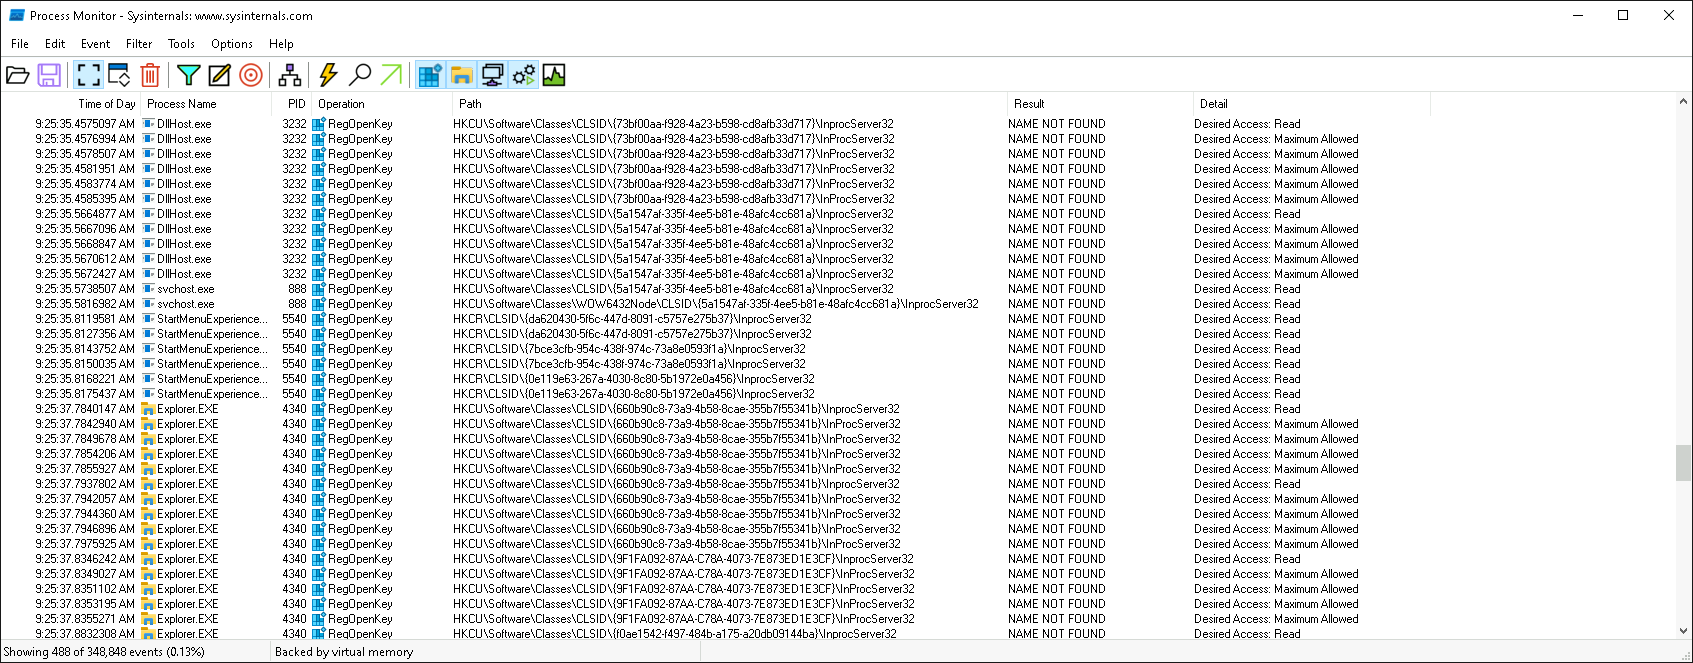 Process Monitor - Sysinternals: www.sysinternals.com
File Edit Event Filter Tools Options Help
Time of Day Process Name PID Operation Path Result Detail
9:25:35.4575097 AM DllHost.exe 3232 RegOpenKey HKCU\Software\Classes\CLSID\{73bf00aa-f928-4a23-b598-cd8afb33d717}\InprocServer32 NAME NOT FOUND Desired Access: Read
9:25:35.4576994 AM DllHost.exe 3232 RegOpenKey HKCU\Software\Classes\CLSID\{73bf00aa-f928-4a23-b598-cd8afb33d717}\InProcServer32 NAME NOT FOUND Desired Access: Maximum Allowed
9:25:35.4578507 AM DllHost.exe 3232 RegOpenKey HKCU\Software\Classes\CLSID\{73bf00aa-f928-4a23-b598-cd8afb33d717}\InProcServer32 NAME NOT FOUND Desired Access: Maximum Allowed
9:25:35.4581951 AM DllHost.exe 3232 RegOpenKey HKCU\Software\Classes\CLSID\{73bf00aa-f928-4a23-b598-cd8afb33d717}\InProcServer32 NAME NOT FOUND Desired Access: Maximum Allowed
9:25:35.4583774 AM DllHost.exe 3232 RegOpenKey HKCU\Software\Classes\CLSID\{73bf00aa-f928-4a23-b598-cd8afb33d717}\InProcServer32 NAME NOT FOUND Desired Access: Maximum Allowed
9:25:35.4585395 AM DllHost.exe 3232 RegOpenKey HKCU\Software\Classes\CLSID\{73bf00aa-f928-4a23-b598-cd8afb33d717}\InProcServer32 NAME NOT FOUND Desired Access: Maximum Allowed
9:25:35.5664877 AM DllHost.exe 3232 RegOpenKey HKCU\Software\Classes\CLSID\{5a1547af-335f-4ee5-b81e-48afc4cc681a}\InprocServer32 NAME NOT FOUND Desired Access: Read
9:25:35.5667096 AM DllHost.exe 3232 RegOpenKey HKCU\Software\Classes\CLSID\{5a1547af-335f-4ee5-b81e-48afc4cc681a}\InProcServer32 NAME NOT FOUND Desired Access: Maximum Allowed
9:25:35.5668847 AM DllHost.exe 3232 RegOpenKey HKCU\Software\Classes\CLSID\{5a1547af-335f-4ee5-b81e-48afc4cc681a}\InProcServer32 NAME NOT FOUND Desired Access: Maximum Allowed
9:25:35.5670612 AM DllHost.exe 3232 RegOpenKey HKCU\Software\Classes\CLSID\{5a1547af-335f-4ee5-b81e-48afc4cc681a}\InProcServer32 NAME NOT FOUND Desired Access: Maximum Allowed
9:25:35.5672427 AM DllHost.exe 3232 RegOpenKey HKCU\Software\Classes\CLSID\{5a1547af-335f-4ee5-b81e-48afc4cc681a}\InProcServer32 NAME NOT FOUND Desired Access: Maximum Allowed
9:25:35.5738507 AM svchost.exe 888 RegOpenKey HKCU\Software\Classes\CLSID\{5a1547af-335f-4ee5-b81e-48afc4cc681a}\InprocServer32 NAME NOT FOUND Desired Access: Read
9:25:35.5816982 AM svchost.exe 888 RegOpenKey HKCU\Software\Classes\WOW6432Node\CLSID\{5a1547af-335f-4ee5-b81e-48afc4cc681a}\InprocServer32 NAME NOT FOUND Desired Access: Read
9:25:35.8119581 AM StartMenuExperience... 5540 RegOpenKey HKCR\CLSID\{da620430-5f6c-447d-8091-c5757e275b37}\InprocServer32 NAME NOT FOUND Desired Access: Read
9:25:35.8127356 AM StartMenuExperience... 5540 RegOpenKey HKCR\CLSID\{da620430-5f6c-447d-8091-c5757e275b37}\InprocServer32 NAME NOT FOUND Desired Access: Read
9:25:35.8143752 AM StartMenuExperience... 5540 RegOpenKey HKCR\CLSID\{7bce3cfb-954c-438f-974c-73a8e0593f1a}\InprocServer32 NAME NOT FOUND Desired Access: Read
9:25:35.8150035 AM StartMenuExperience... 5540 RegOpenKey HKCR\CLSID\{7bce3cfb-954c-438f-974c-73a8e0593f1a}\InprocServer32 NAME NOT FOUND Desired Access: Read
9:25:35.8168221 AM StartMenuExperience... 5540 RegOpenKey HKCR\CLSID\{0e119e63-267a-4030-8c80-5b1972e0a456}\InprocServer32 NAME NOT FOUND Desired Access: Read
9:25:35.8175437 AM StartMenuExperience... 5540 RegOpenKey HKCR\CLSID\{0e119e63-267a-4030-8c80-5b1972e0a456}\InprocServer32 NAME NOT FOUND Desired Access: Read
9:25:37.7840147 AM Explorer.EXE 4340 RegOpenKey HKCU\Software\Classes\CLSID\{660b90c8-73a9-4b58-8cae-355b7f55341b}\InprocServer32 NAME NOT FOUND Desired Access: Read
9:25:37.7842940 AM Explorer.EXE 4340 RegOpenKey HKCU\Software\Classes\CLSID\{660b90c8-73a9-4b58-8cae-355b7f55341b}\InProcServer32 NAME NOT FOUND Desired Access: Maximum Allowed
9:25:37.7849678 AM Explorer.EXE 4340 RegOpenKey HKCU\Software\Classes\CLSID\{660b90c8-73a9-4b58-8cae-355b7f55341b}\InProcServer32 NAME NOT FOUND Desired Access: Maximum Allowed
9:25:37.7854206 AM Explorer.EXE 4340 RegOpenKey HKCU\Software\Classes\CLSID\{660b90c8-73a9-4b58-8cae-355b7f55341b}\InProcServer32 NAME NOT FOUND Desired Access: Maximum Allowed
9:25:37.7855927 AM Explorer.EXE 4340 RegOpenKey HKCU\Software\Classes\CLSID\{660b90c8-73a9-4b58-8cae-355b7f55341b}\InProcServer32 NAME NOT FOUND Desired Access: Maximum Allowed
9:25:37.7937802 AM Explorer.EXE 4340 RegOpenKey HKCU\Software\Classes\CLSID\{660b90c8-73a9-4b58-8cae-355b7f55341b}\InprocServer32 NAME NOT FOUND Desired Access: Read
9:25:37.7942057 AM Explorer.EXE 4340 RegOpenKey HKCU\Software\Classes\CLSID\{660b90c8-73a9-4b58-8cae-355b7f55341b}\InProcServer32 NAME NOT FOUND Desired Access: Maximum Allowed
9:25:37.7944360 AM Explorer.EXE 4340 RegOpenKey HKCU\Software\Classes\CLSID\{660b90c8-73a9-4b58-8cae-355b7f55341b}\InProcServer32 NAME NOT FOUND Desired Access: Maximum Allowed
9:25:37.7946896 AM Explorer.EXE 4340 RegOpenKey HKCU\Software\Classes\CLSID\{660b90c8-73a9-4b58-8cae-355b7f55341b}\InProcServer32 NAME NOT FOUND Desired Access: Maximum Allowed
9:25:37.7975925 AM Explorer.EXE 4340 RegOpenKey HKCU\Software\Classes\CLSID\{660b90c8-73a9-4b58-8cae-355b7f55341b}\InProcServer32 NAME NOT FOUND Desired Access: Maximum Allowed
9:25:37.8346242 AM Explorer.EXE 4340 RegOpenKey HKCU\Software\Classes\CLSID\{9F1FA092-87AA-C78A-4073-7E873ED1E3CF}\InprocServer32 NAME NOT FOUND Desired Access: Read
9:25:37.8349027 AM Explorer.EXE 4340 RegOpenKey HKCU\Software\Classes\CLSID\{9F1FA092-87AA-C78A-4073-7E873ED1E3CF}\InProcServer32 NAME NOT FOUND Desired Access: Maximum Allowed
9:25:37.8351102 AM Explorer.EXE 4340 RegOpenKey HKCU\Software\Classes\CLSID\{9F1FA092-87AA-C78A-4073-7E873ED1E3CF}\InProcServer32 NAME NOT FOUND Desired Access: Maximum Allowed
9:25:37.8353195 AM Explorer.EXE 4340 RegOpenKey HKCU\Software\Classes\CLSID\{9F1FA092-87AA-C78A-4073-7E873ED1E3CF}\InProcServer32 NAME NOT FOUND Desired Access: Maximum Allowed
9:25:37.8355271 AM Explorer.EXE 4340 RegOpenKey HKCU\Software\Classes\CLSID\{9F1FA092-87AA-C78A-4073-7E873ED1E3CF}\InProcServer32 NAME NOT FOUND Desired Access: Maximum Allowed
9:25:37.8832308 AM Explorer.EXE 4340 RegOpenKey HKCU\Software\Classes\CLSID\{f0ae1542-f497-484b-a175-a20db09144ba}\InprocServer32 NAME NOT FOUND Desired Access: Read
Showing 488 of 348,848 events (0.13%) Backed by virtual memory